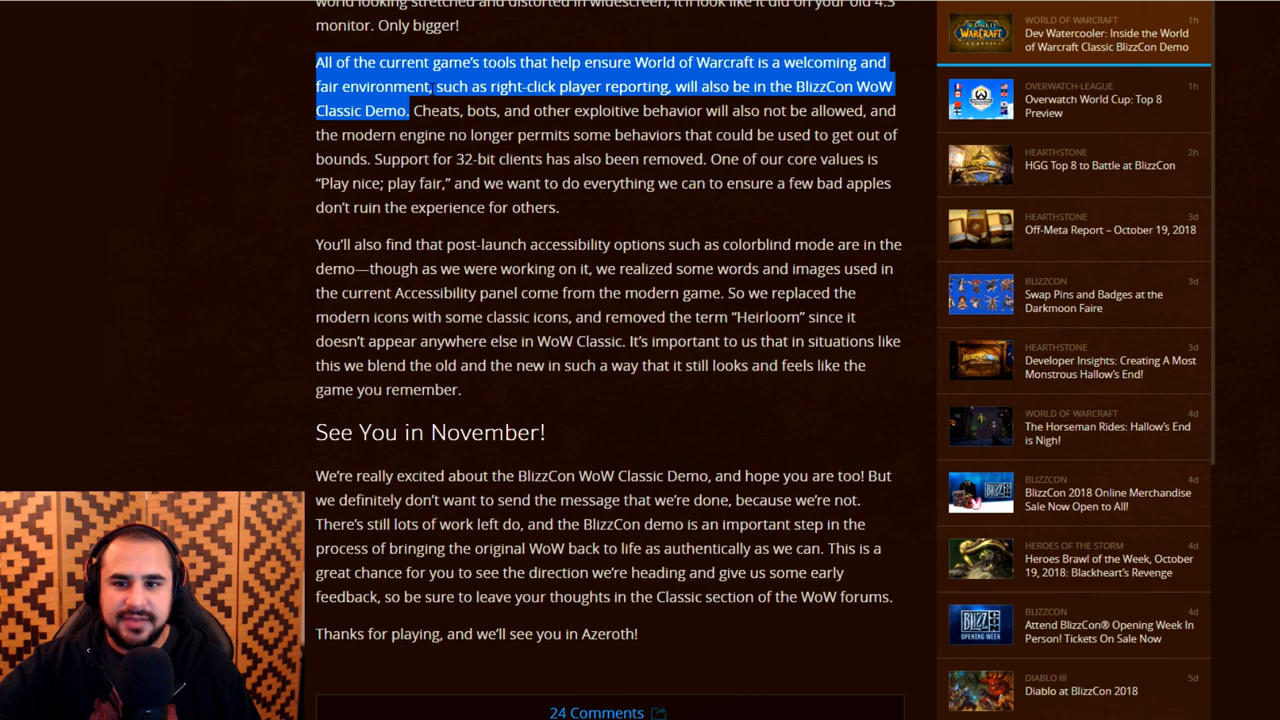 world looking stretched and distorted in widescreen, it'll look like it did on your old 4:3
monitor. Only bigger!
All of the current game's tools that help ensure World of Warcraft is a welcoming and
fair environment, such as right-click player reporting, will also be in the BlizzCon WoW
Classic Demo. Cheats, bots, and other exploitive behavior will also not be allowed, and
the modern engine no longer permits some behaviors that could be used to get out of
bounds. Support for 32-bit clients has also been removed. One of our core values is
“Play nice; play fair,” and we want to do everything we can to ensure a few bad apples
don't ruin the experience for others.
You'll also find that post-launch accessibility options such as colorblind mode are in the
demo—though as we were working on it, we realized some words and images used in
the current Accessibility panel come from the modern game. So we replaced the
modern icons with some classic icons, and removed the term “Heirloom” since it
doesn't appear anywhere else in WoW Classic. It's important to us that in situations like
this we blend the old and the new in such a way that it still looks and feels like the
game you remember.
See You in November!
We're really excited about the BlizzCon WoW Classic Demo, and hope you are too! But
we definitely don't want to send the message that we're done, because we're not.
There's still lots of work left do, and the BlizzCon demo is an important step in the
process of bringing the original WoW back to life as authentically as we can. This is a
great chance for you to see the direction we're heading and give us some early
feedback, so be sure to leave your thoughts in the Classic section of the WoW forums.
Thanks for playing, and we'll see you in Azeroth!
24 Comments
WORLD OF WARCRAFT 1h
Dev Watercooler: Inside the World
of Warcraft Classic BlizzCon Demo
OVERWATCH-LEAGUE 1h
Overwatch World Cup: Top 8
Preview
HEARTHSTONE 2h
HGG Top 8 to Battle at BlizzCon
HEARTHSTONE 3d
Off-Meta Report – October 19, 2018
BLIZZCON 3d
Swap Pins and Badges at the
Darkmoon Faire
HEARTHSTONE 3d
Developer Insights: Creating A Most
Monstrous Hallow's End!
WORLD OF WARCRAFT 4d
The Horseman Rides: Hallow's End
is Nigh!
BLIZZCON 4d
BlizzCon 2018 Online Merchandise
Sale Now Open to All!
HEROES OF THE STORM 4d
Heroes Brawl of the Week, October
19, 2018: Blackheart's Revenge
BLIZZCON 4d
Attend BlizzCon® Opening Week In
Person! Tickets On Sale Now
DIABLO III 5d
Diablo at BlizzCon 2018
WARCRAFT
CLASSIC
BLIZZ
OPENING WEEK